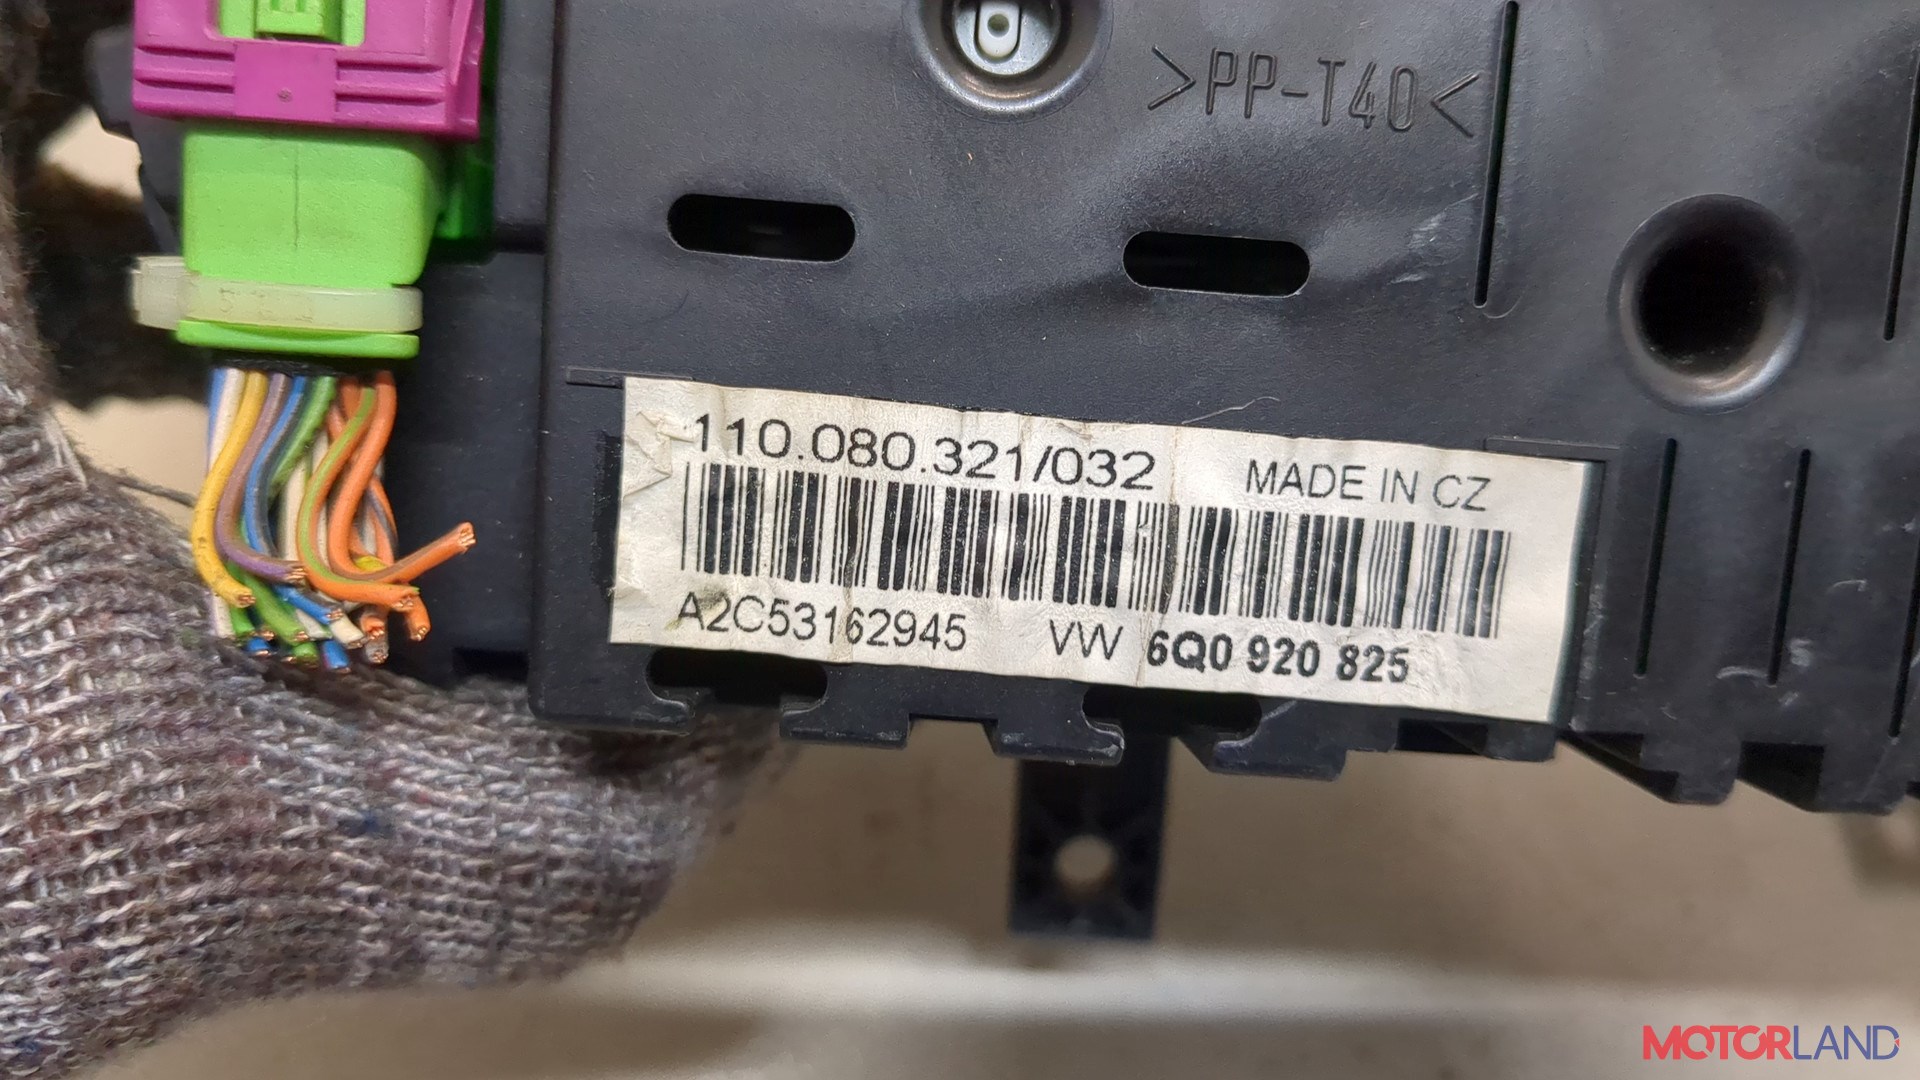 >PP-T40<
110.080.321/032
MADE IN CZ
A2C53162945 VW 6Q0 920 825
MOTORLAND